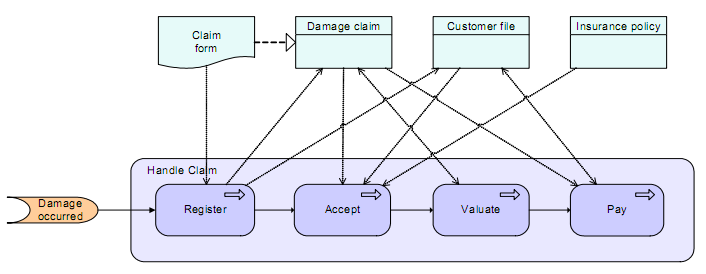 Claim
form
Damage claim
Customer file
Insurance policy
Handle Claim
Damage
occurred
Register
Accept
Valuate
Pay